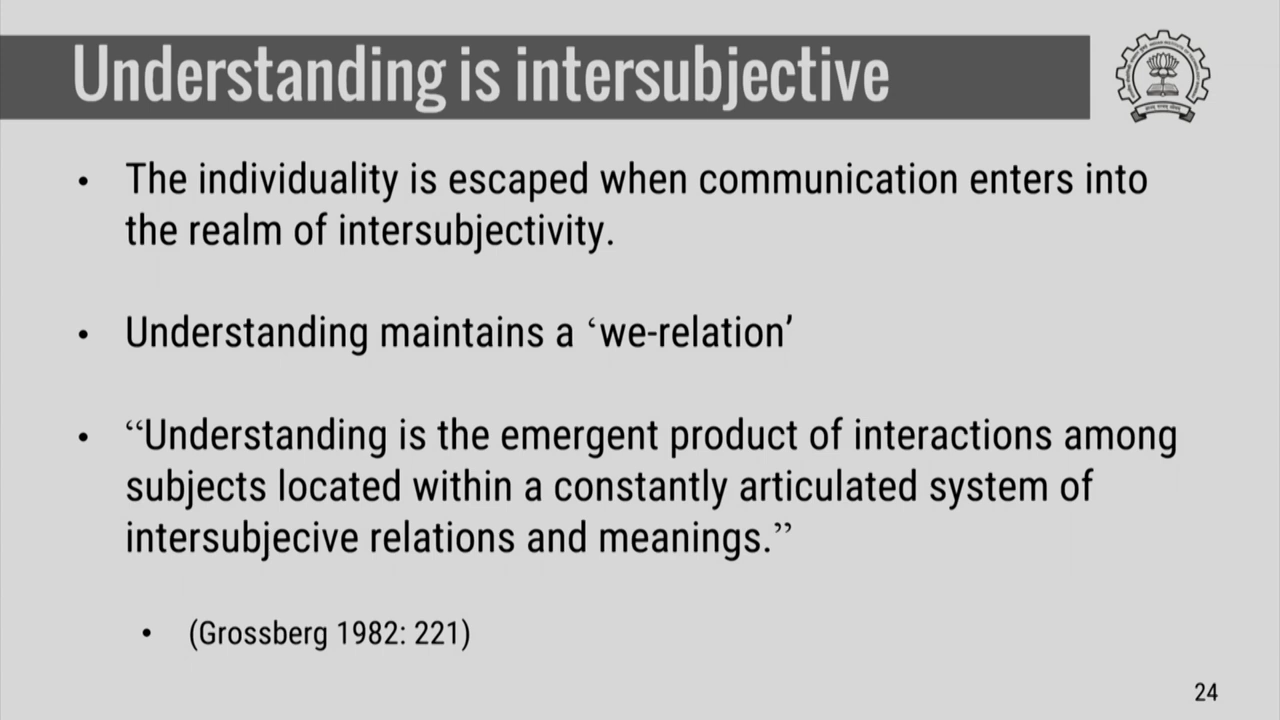 Understanding is intersubjective
• The individuality is escaped when communication enters into
the realm of intersubjectivity.
• Understanding maintains a ‘we-relation’
• “Understanding is the emergent product of interactions among
subjects located within a constantly articulated system of
intersubjecive relations and meanings.”
• (Grossberg 1982: 221)
24